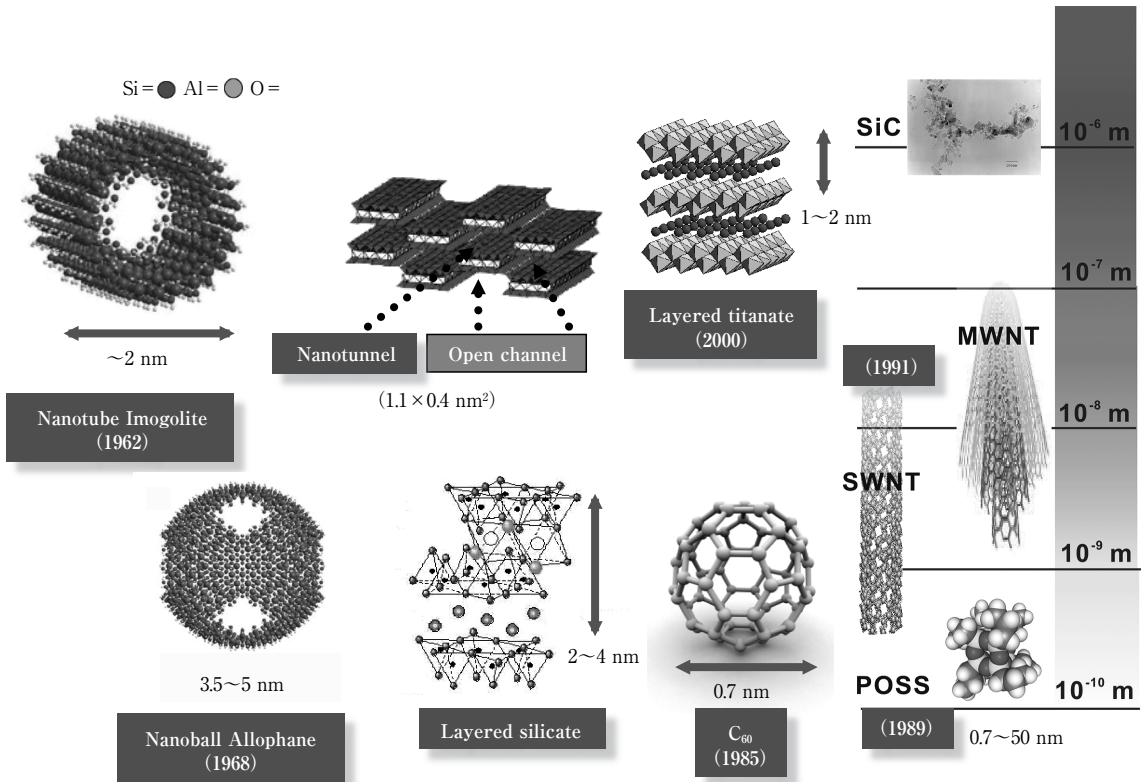 Si= Al= O=
~2 nm
Nanotube Imogolite
(1962)
Nanotunnel
Open channel
(1.1×0.4 nm²)
1~2 nm
Layered titanate
(2000)
3.5~5 nm
Nanoball Allophane
(1968)
2~4 nm
Layered silicate
0.7 nm
C₆₀
(1985)
SiC
10⁻⁶ m
10⁻⁷ m
MWNT
(1991)
10⁻⁸ m
SWNT
10⁻⁹ m
POSS
10⁻¹⁰ m
(1989)
0.7~50 nm